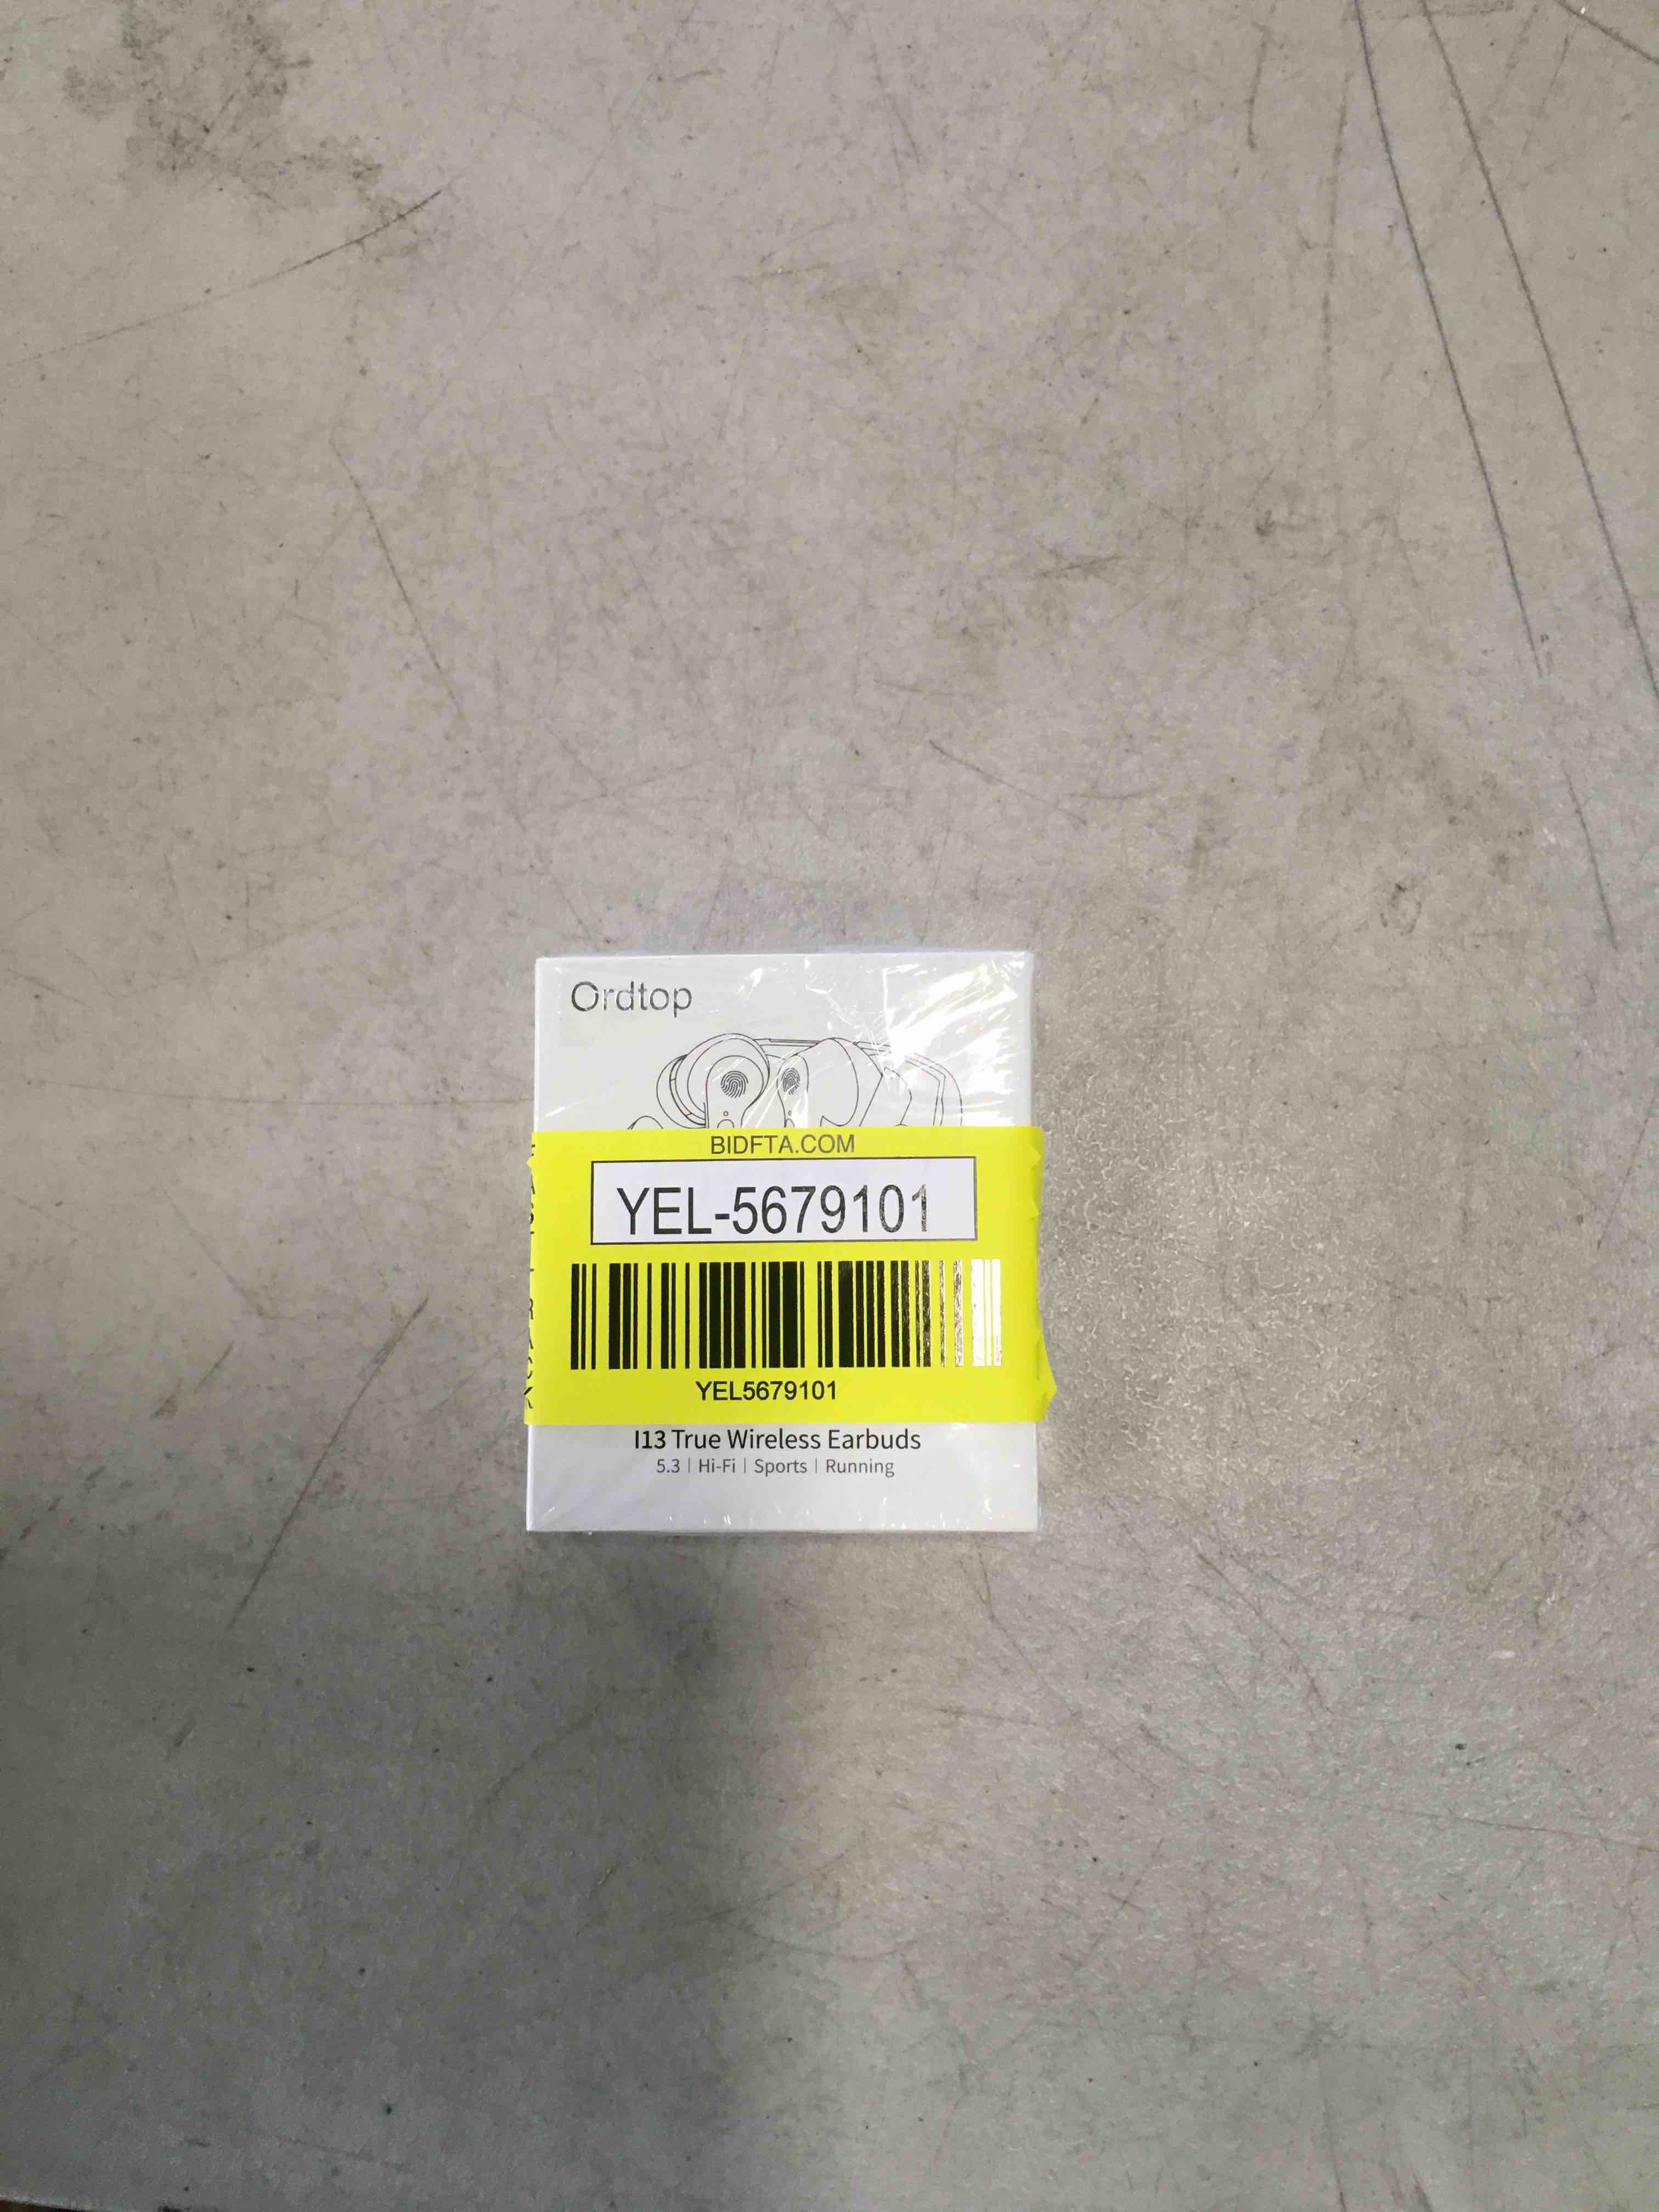 Ordtop
BIDFTA.COM
YEL-5679101
YEL5679101
I13 True Wireless Earbuds
5.3 | Hi-Fi | Sports | Running